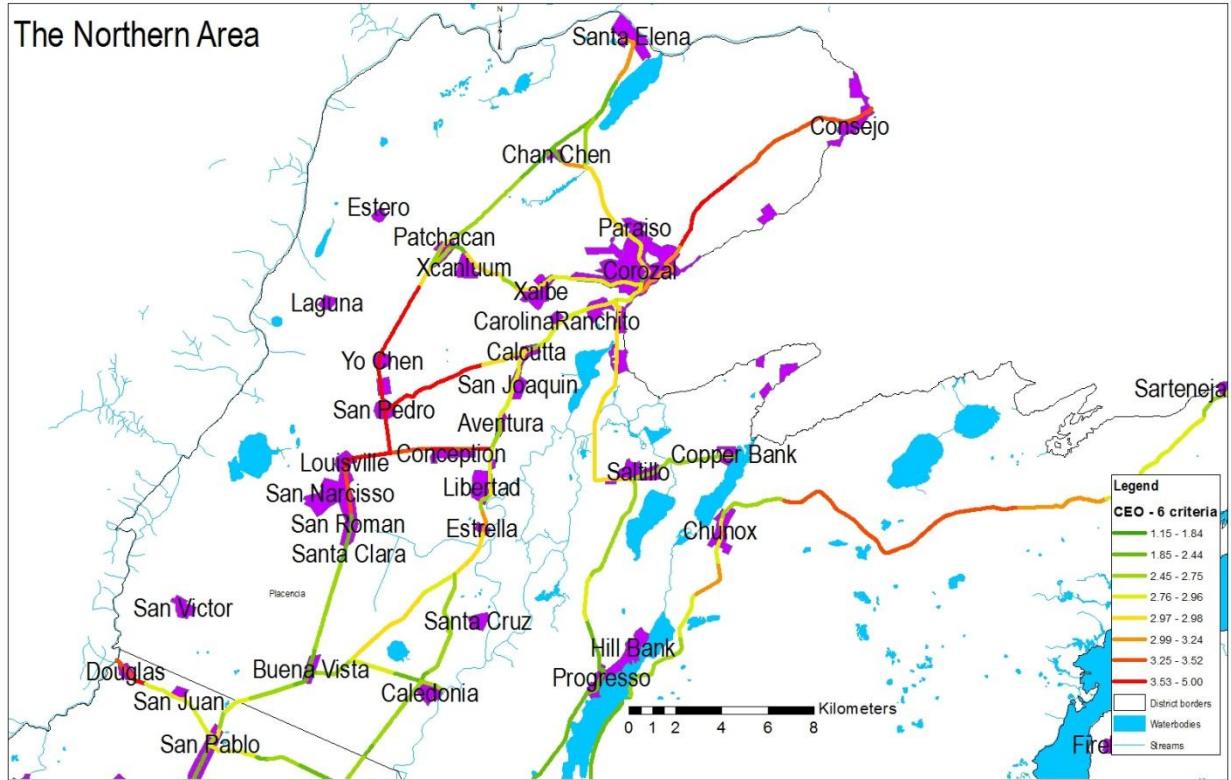 The Northern Area
N
Santa Elena
Consejo
Chan Chen
Estero
Paraiso
Patchacan
Xcanluum
Corozal
Laguna
Xaibe
Carolina
Ranchito
Yo Chen
Calcutta
San Joaquin
San Pedro
Sarteneja
Aventura
Louisville
Conception
Copper Bank
Saltillo
San Narcisso
Libertad
San Roman
Estrella
Chunox
Santa Clara
Placencia
San Victor
Santa Cruz
Hill Bank
Douglas
Buena Vista
Progresso
San Juan
Caledonia
San Pablo
Kilometers
0 1 2 4 6 8
Legend
CEO - 6 criteria
1.15 - 1.84
1.85 - 2.44
2.45 - 2.75
2.76 - 2.96
2.97 - 2.98
2.99 - 3.24
3.25 - 3.52
3.53 - 5.00
District borders
Waterbodies
Streams